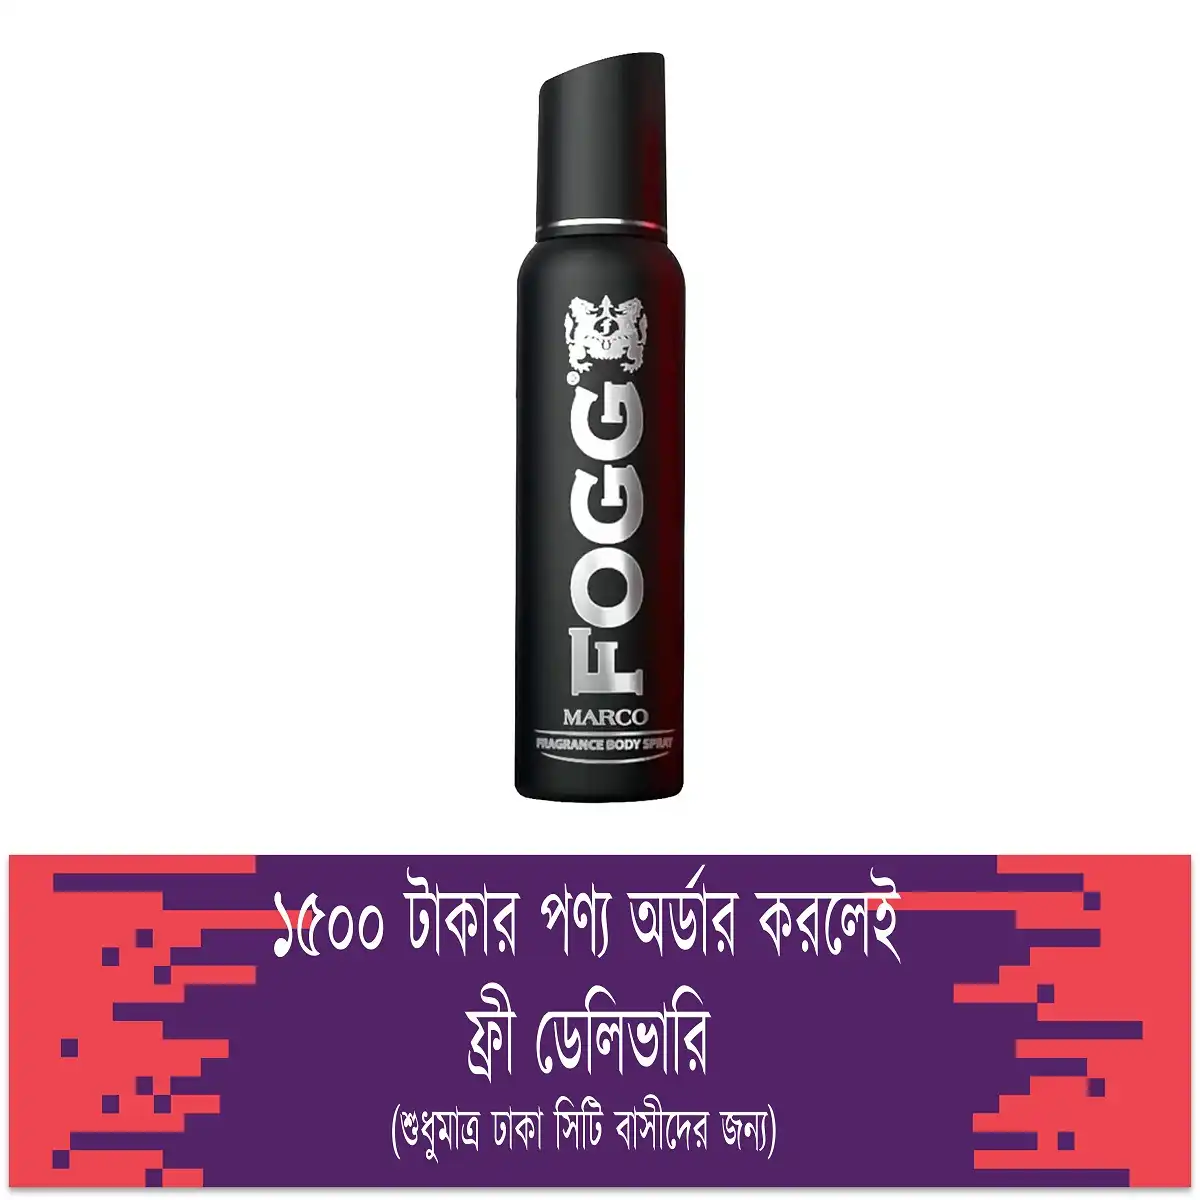 FOGG
MARCO
FRAGRANCE BODY SPRAY
১৫০০ টাকার পণ্য অর্ডার করলেই
ফ্রী ডেলিভারি
(শুধুমাত্র ঢাকা সিটি বাসীদের জন্য)